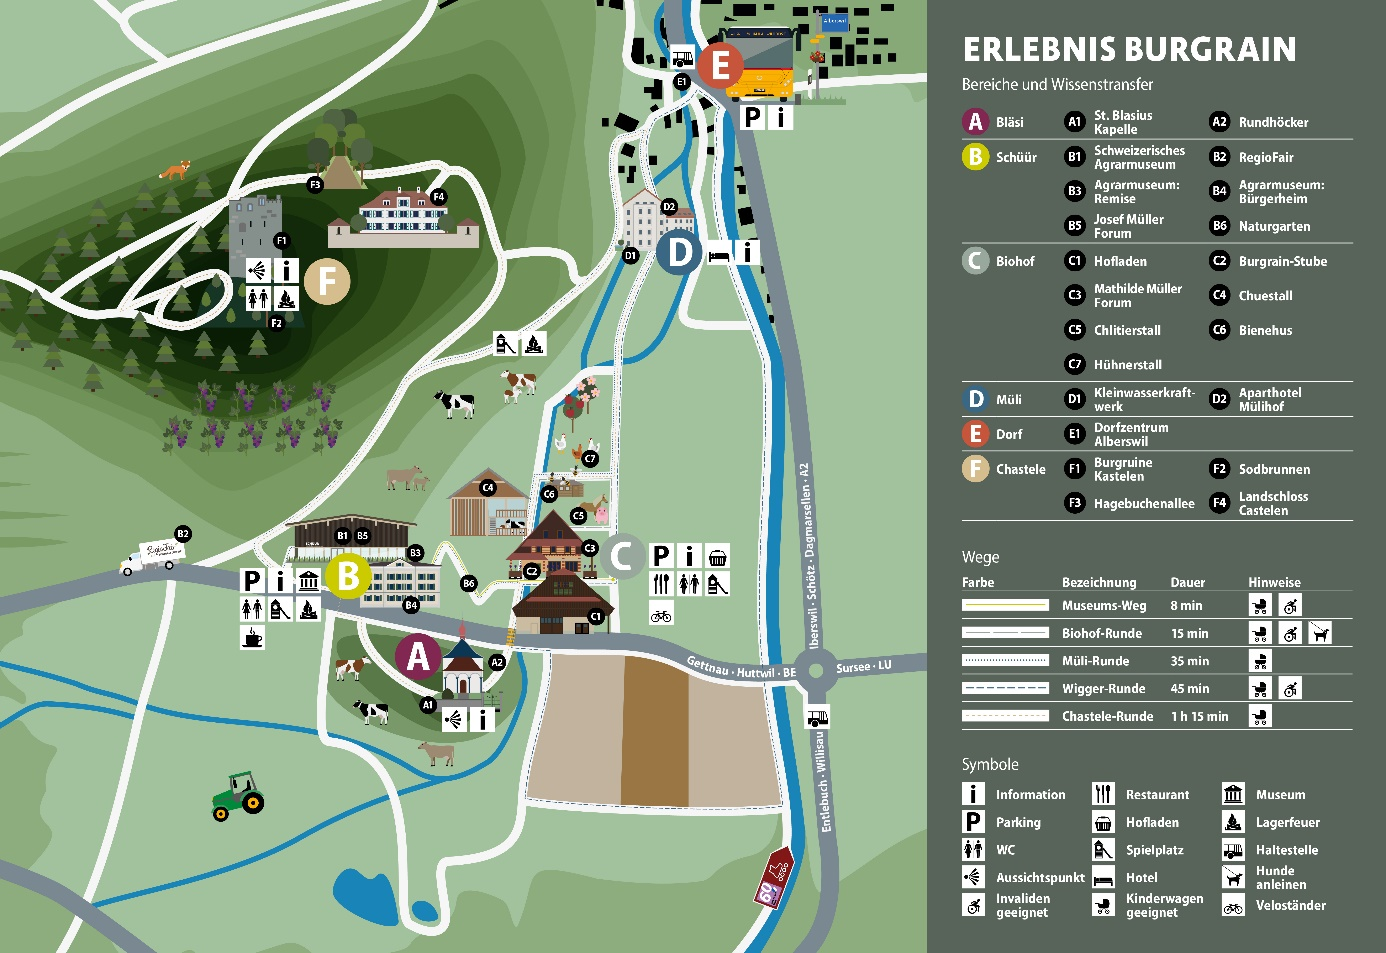 ERLEBNIS BURGRAIN
Bereiche und Wissenstransfer
A Bläsi
A1 St. Blasius
Kapelle
A2 Rundhöcker
B Schüür
B1 Schweizerisches
Agrarmuseum
B2 RegioFair
B3 Agrarmuseum:
Remise
B4 Agrarmuseum:
Bürgerheim
B5 Josef Müller
Forum
B6 Naturgarten
C Biohof
C1 Hofladen
C2 Burgrain-Stube
C3 Mathilde Müller
Forum
C4 Chuestall
C5 Chlitierstall
C6 Bienehus
C7 Hühnerstall
D Müli
D1 Kleinwasserkraft-
werk
D2 Aparthotel
Mülihof
E Dorf
E1 Dorfzentrum
Alberswil
F Chastele
F1 Burgruine
Kastelen
F2 Sodbrunnen
F3 Hagebuchenallee
F4 Landschloss
Castelen
Wege
Farbe Bezeichnung Dauer Hinweise
Museums-Weg 8 min
Biohof-Runde 15 min
Müli-Runde 35 min
Wigger-Runde 45 min
Chastele-Runde 1 h 15 min
Symbole
i Information
Restaurant
Museum
P Parking
Hofladen
Lagerfeuer
WC
Spielplatz
Haltestelle
Aussichtspunkt
Hotel
Hunde
anleinen
Invaliden
geeignet
Kinderwagen
geeignet
Veloständer
E
E1
P i
Alberswil
F3
F4
F1
i
F
F2
D2
D1
D
i
C7
C4
C6
C5
C3
C2
C
P i
C1
B2
B1 B5
B3
B
P i
B4
B6
A
A2
A1
i
lberswil · Schötz · Dagmarsellen · A2
Gettnau · Huttwil · BE
Sursee · LU
Entlebuch · Willisau
60